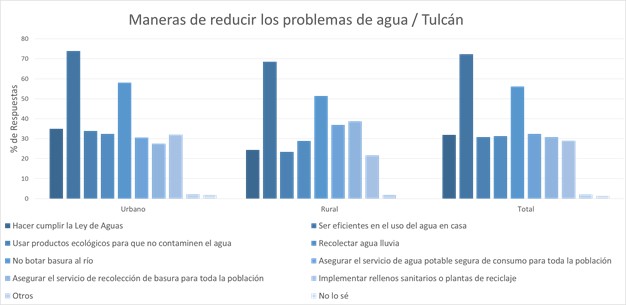 Maneras de reducir los problemas de agua / Tulcán
% de Respuestas
80
70
60
50
40
30
20
10
0
Urbano Rural Total
Hacer cumplir la Ley de Aguas Ser eficientes en el uso del agua en casa
Usar productos ecológicos para que no contaminen el agua Recolectar agua lluvia
No botar basura al río Asegurar el servicio de agua potable segura de consumo para toda la población
Asegurar el servicio de recolección de basura para toda la población Implementar rellenos sanitarios o plantas de reciclaje
Otros No lo sé